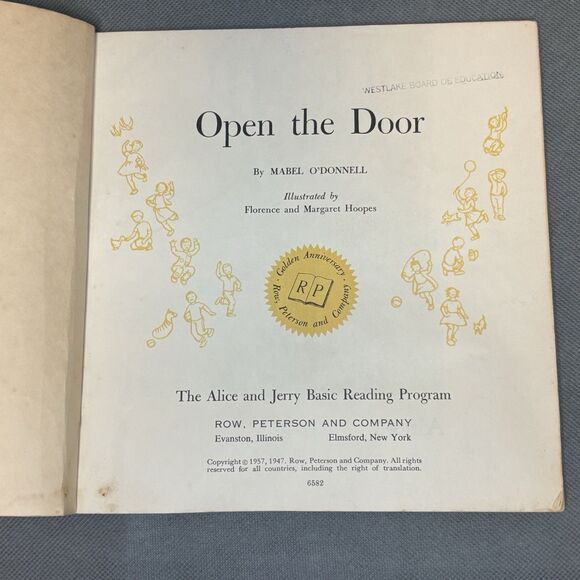 WESTLAKE BOARD OF EDUCATION
Open the Door
By MABEL O'DONNELL
Illustrated by
Florence and Margaret Hoopes
Golden Anniversary
R P
Row, Peterson and Company
The Alice and Jerry Basic Reading Program
ROW, PETERSON AND COMPANY
Evanston, Illinois Elmsford, New York
Copyright © 1957, 1947. Row, Peterson and Company. All rights
reserved for all countries, including the right of translation.
6582